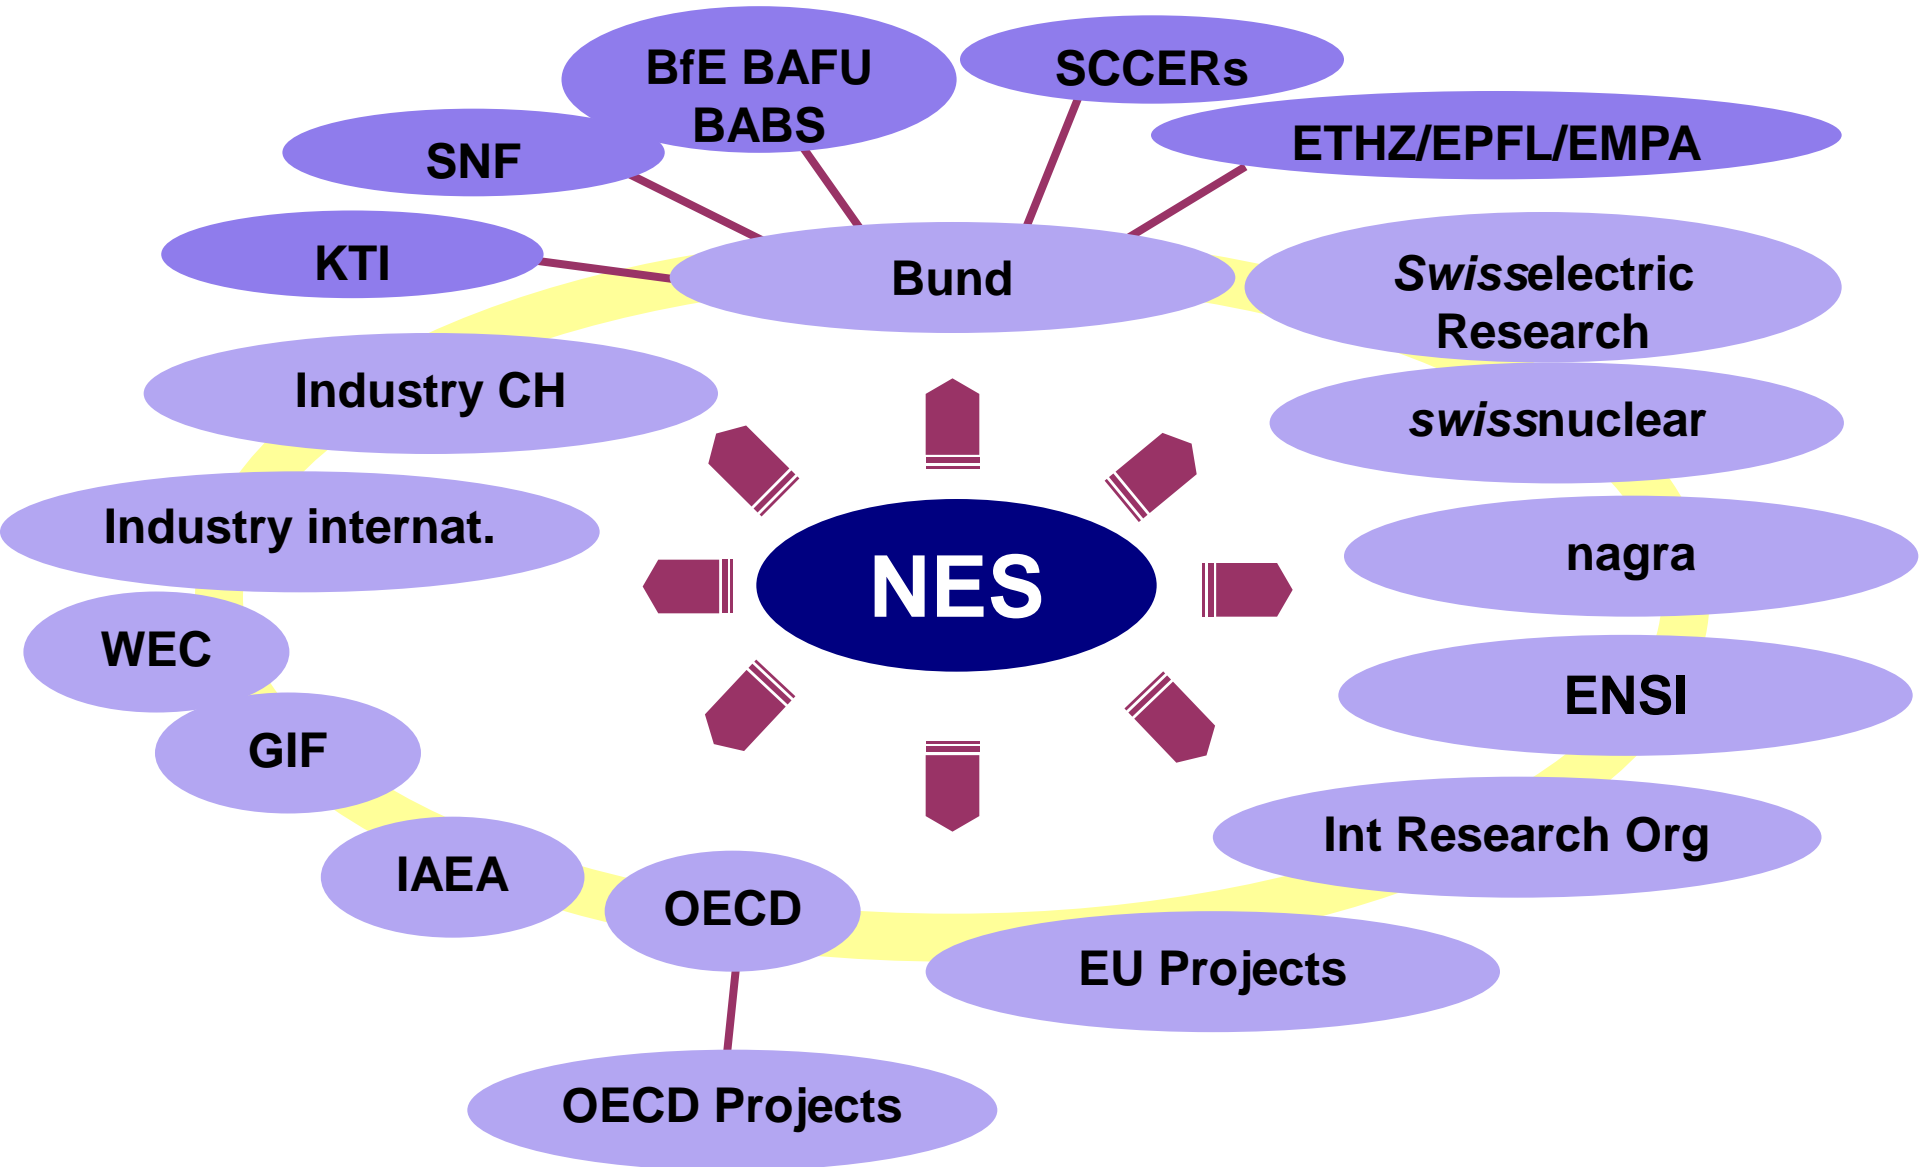 BfE BAFU
BABS
SCCERs
SNF
ETHZ/EPFL/EMPA
KTI
Bund
Swisselectric
Research
Industry CH
swissnuclear
Industry internat.
nagra
NES
WEC
ENSI
GIF
Int Research Org
IAEA
OECD
EU Projects
OECD Projects